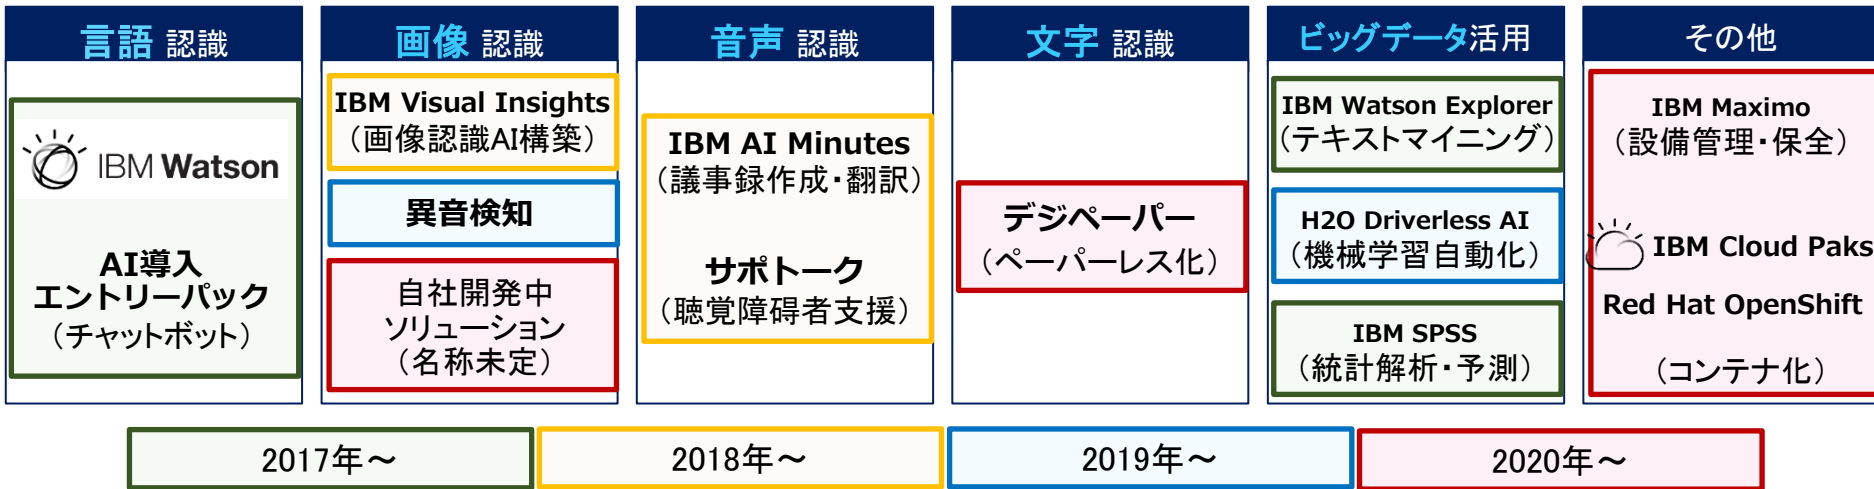 言語 認識
IBM Watson
AI導入
エントリーパック
（チャットボット）
画像 認識
IBM Visual Insights
（画像認識AI構築）
異音検知
自社開発中
ソリューション
（名称未定）
音声 認識
IBM AI Minutes
（議事録作成・翻訳）
サポトーク
（聴覚障碍者支援）
文字 認識
デジペーパー
（ペーパーレス化）
ビッグデータ活用
IBM Watson Explorer
（テキストマイニング）
H2O Driverless AI
（機械学習自動化）
IBM SPSS
（統計解析・予測）
その他
IBM Maximo
（設備管理・保全）
IBM Cloud Paks
Red Hat OpenShift
（コンテナ化）
2017年～
2018年～
2019年～
2020年～